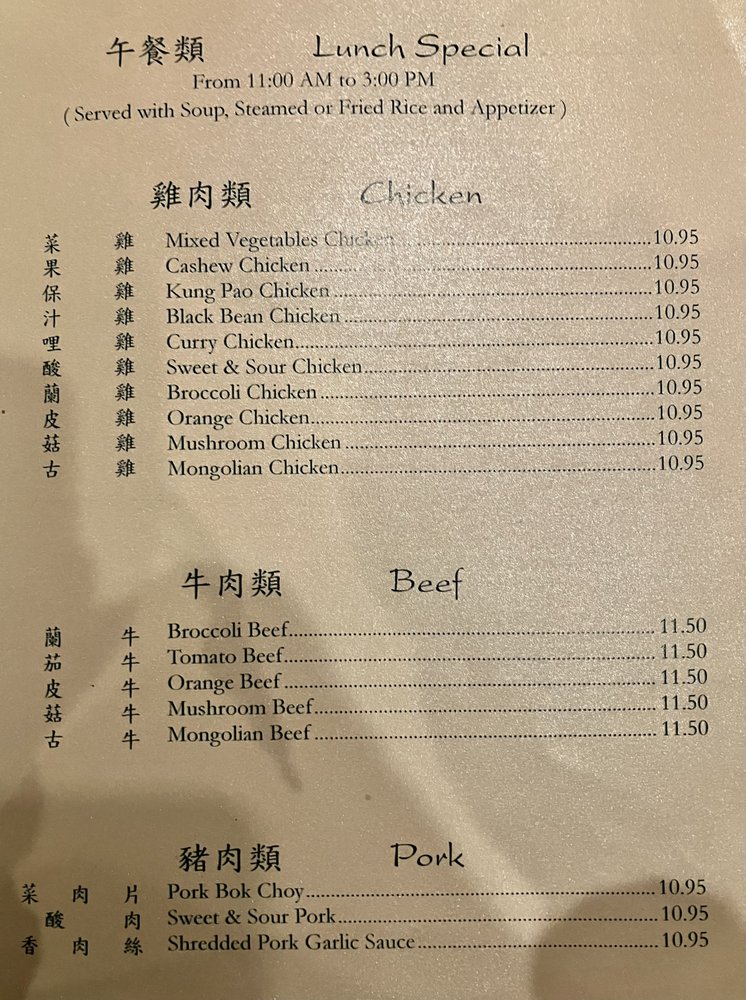 午餐類 Lunch Special
From 11:00 AM to 3:00 PM
( Served with Soup, Steamed or Fried Rice and Appetizer )
雞肉類 Chicken
菜 雞 Mixed Vegetables Chicken 10.95
果 雞 Cashew Chicken 10.95
保 雞 Kung Pao Chicken 10.95
汁 雞 Black Bean Chicken 10.95
哩 雞 Curry Chicken 10.95
酸 雞 Sweet & Sour Chicken 10.95
蘭 雞 Broccoli Chicken 10.95
皮 雞 Orange Chicken 10.95
菇 雞 Mushroom Chicken 10.95
古 雞 Mongolian Chicken 10.95
牛肉類 Beef
蘭 牛 Broccoli Beef 11.50
茄 牛 Tomato Beef 11.50
皮 牛 Orange Beef 11.50
菇 牛 Mushroom Beef 11.50
古 牛 Mongolian Beef 11.50
豬肉類 Pork
菜 肉 片 Pork Bok Choy 10.95
酸 肉 Sweet & Sour Pork 10.95
香 肉 絲 Shredded Pork Garlic Sauce 10.95